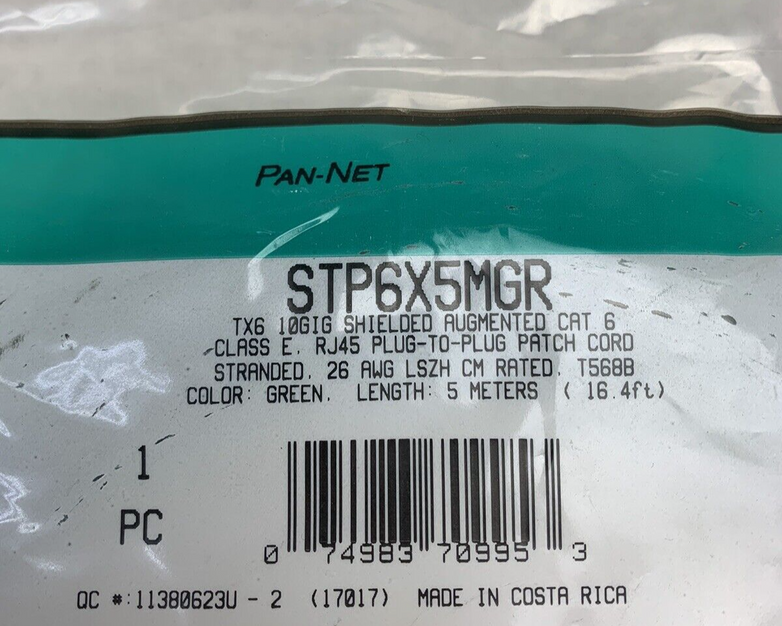 PAN-NET
STP6X5MGR
TX6 10GIG SHIELDED AUGMENTED CAT 6
CLASS E, RJ45 PLUG-TO-PLUG PATCH CORD
STRANDED, 26 AWG LSZH CM RATED, T568B
COLOR: GREEN, LENGTH: 5 METERS ( 16.4ft)
1
PC
0 74983 70995 3
QC #:11380623U - 2 (17017) MADE IN COSTA RICA